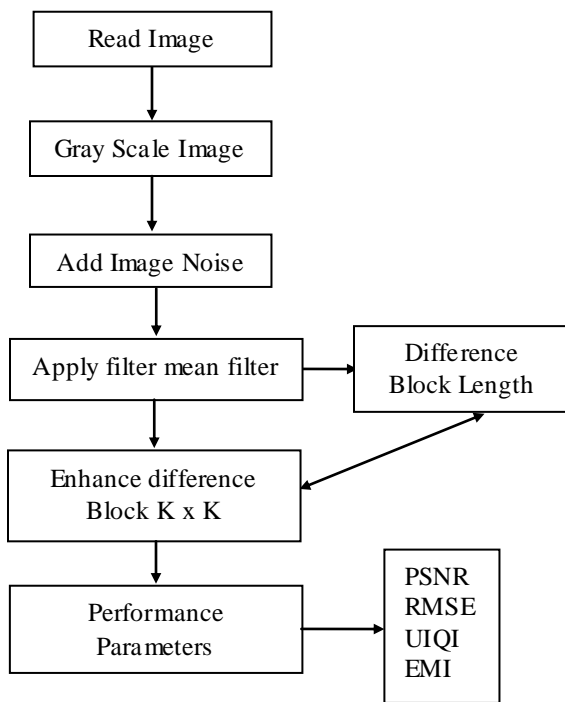 Read Image
Gray Scale Image
Add Image Noise
Apply filter mean filter
Difference
Block Length
Enhance difference
Block K x K
Performance
Parameters
PSNR
RMSE
UIQI
EMI